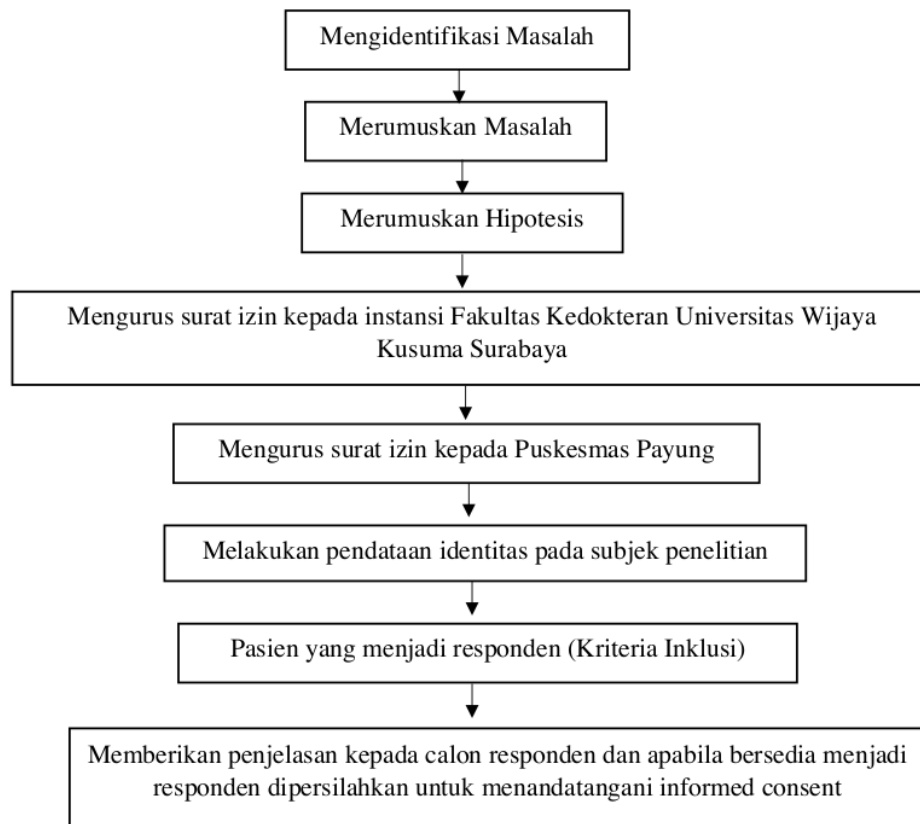 Mengidentifikasi Masalah
Merumuskan Masalah
Merumuskan Hipotesis
Mengurus surat izin kepada instansi Fakultas Kedokteran Universitas Wijaya
Kusuma Surabaya
Mengurus surat izin kepada Puskesmas Payung
Melakukan pendataan identitas pada subjek penelitian
Pasien yang menjadi responden (Kriteria Inklusi)
Memberikan penjelasan kepada calon responden dan apabila bersedia menjadi
responden dipersilahkan untuk menandatangani informed consent